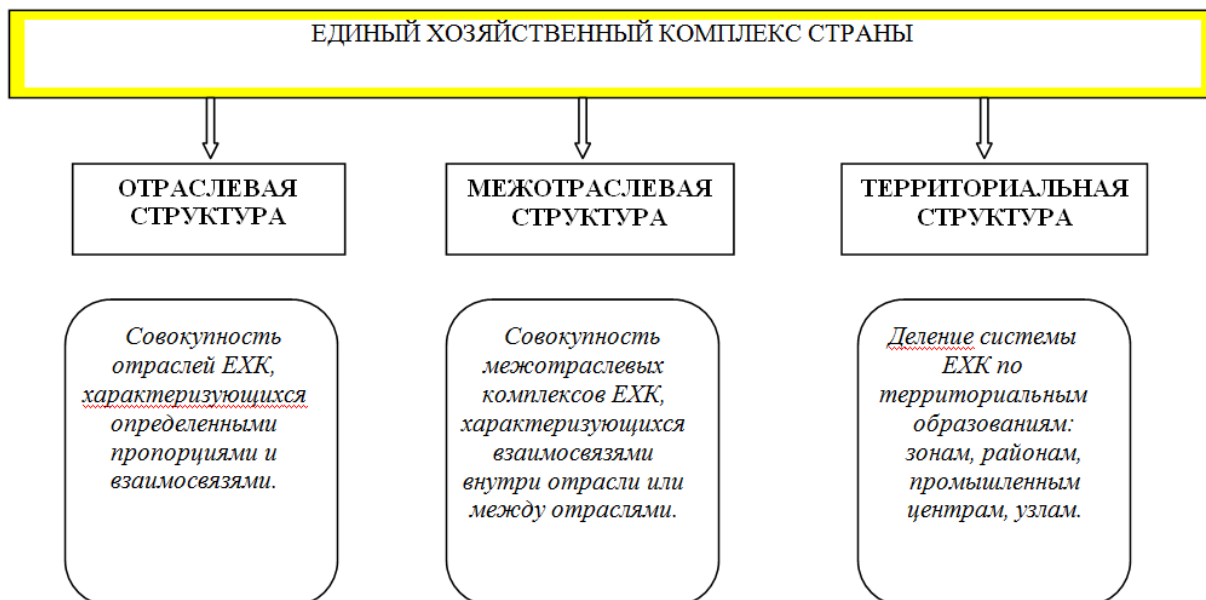 ЕДИНЫЙ ХОЗЯЙСТВЕННЫЙ КОМПЛЕКС СТРАНЫ
ОТРАСЛЕВАЯ
СТРУКТУРА
МЕЖОТРАСЛЕВАЯ
СТРУКТУРА
ТЕРРИТОРИАЛЬНАЯ
СТРУКТУРА
Совокупность
отраслей ЕХК,
характеризующихся
определенными
пропорциями и
взаимосвязями.
Совокупность
межотраслевых
комплексов ЕХК,
характеризующихся
взаимосвязями
внутри отрасли или
между отраслями.
Деление системы
ЕХК по
территориальным
образованиям:
зонам, районам,
промышленным
центрам, узлам.